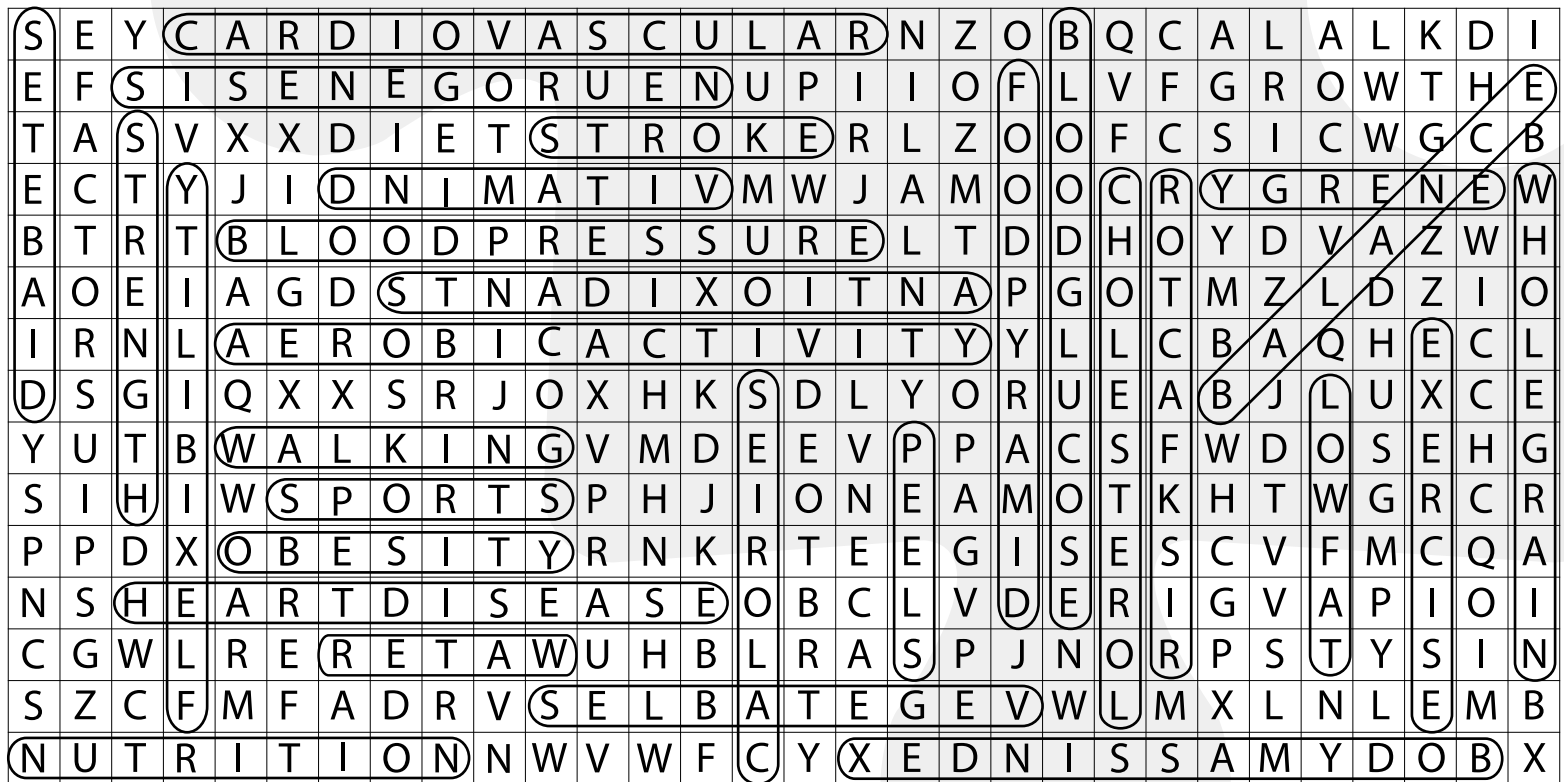 S E Y C A R D I O V A S C U L A R N Z O B Q C A L A L K D I
E F S I S E N E G O R U E N U P I I O F L V F G R O W T H E
T A S V X X D I E T S T R O K E R L Z O O F C S I C W G C B
E C T Y J I D N I M A T I V M W J A M O O C R Y G R E N E W
B T R T B L O O D P R E S S U R E L T D D H O Y D V A Z W H
A O E I A G D S T N A D I X O I T N A P G O T M Z L D Z I O
I R N L A E R O B I C A C T I V I T Y Y L L C B A Q H E C L
D S G I Q X X S R J O X H K S D L Y O R U E A B J L U X C E
Y U T B W A L K I N G V M D E E V P P A C S F W D O S E H G
S I H I W S P O R T S P H J I O N E A M O T K H T W G R C R
P P D X O B E S I T Y R N K R T E E G I S E S C V F M C Q A
N S H E A R T D I S E A S E O B C L V D E R I G V A P I O I
C G W L R E R E T A W U H B L R A S P J N O R P S T Y S I N
S Z C F M F A D R V S E L B A T E G E V W L M X L N L E M B
N U T R I T I O N N W V W F C Y X E D N I S S A M Y D O B X